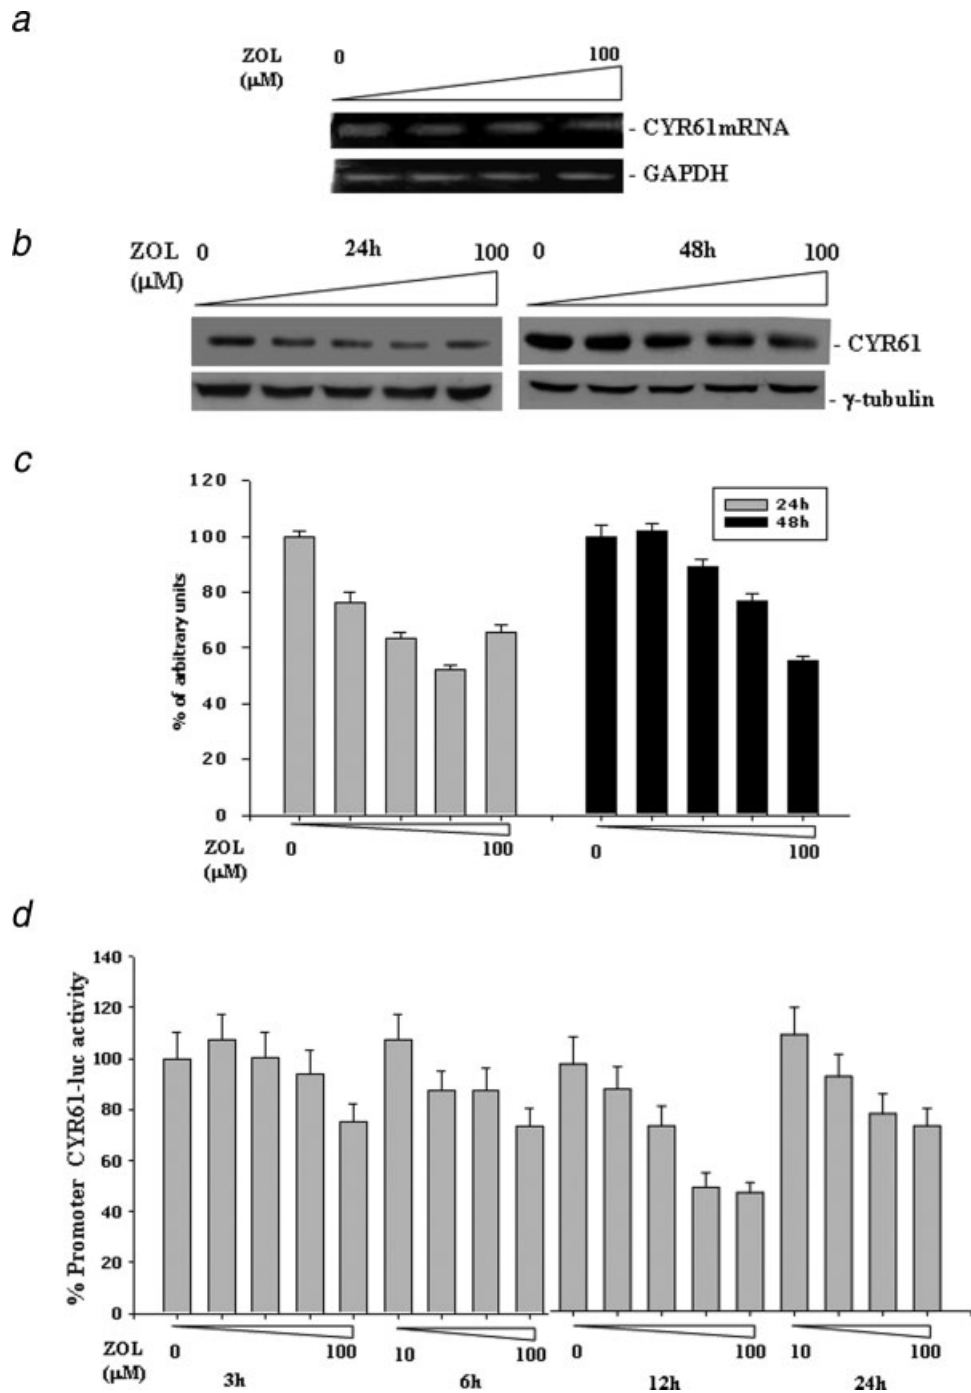 a
ZOL 0 100
(μM)
- CYR61mRNA
- GAPDH
b
ZOL 0 24h 100 0 48h 100
(μM)
- CYR61
- γ-tubulin
c
120
100
80
60
40
20
0
% of arbitrary units
24h
48h
ZOL 0 100 0 100
(μM)
d
140
120
100
80
60
40
20
0
% Promoter CYR61-luc activity
ZOL 0 100 10 100 0 100 10 100
(μM) 3h 6h 12h 24h